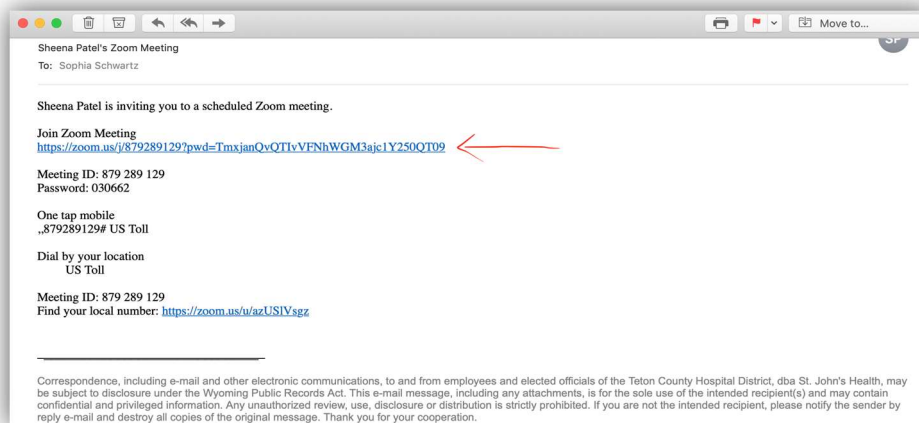 Move to...
SP
Sheena Patel's Zoom Meeting
To: Sophia Schwartz
Sheena Patel is inviting you to a scheduled Zoom meeting.
Join Zoom Meeting
https://zoom.us/j/879289129?pwd=TmxjanQvQTIvVFNhWGM3ajc1Y250QT09
Meeting ID: 879 289 129
Password: 030662
One tap mobile
,,879289129# US Toll
Dial by your location
US Toll
Meeting ID: 879 289 129
Find your local number: https://zoom.us/u/azUSlVsgz
Correspondence, including e-mail and other electronic communications, to and from employees and elected officials of the Teton County Hospital District, dba St. John's Health, may
be subject to disclosure under the Wyoming Public Records Act. This e-mail message, including any attachments, is for the sole use of the intended recipient(s) and may contain
confidential and privileged information. Any unauthorized review, use, disclosure or distribution is strictly prohibited. If you are not the intended recipient, please notify the sender by
reply e-mail and destroy all copies of the original message. Thank you for your cooperation.